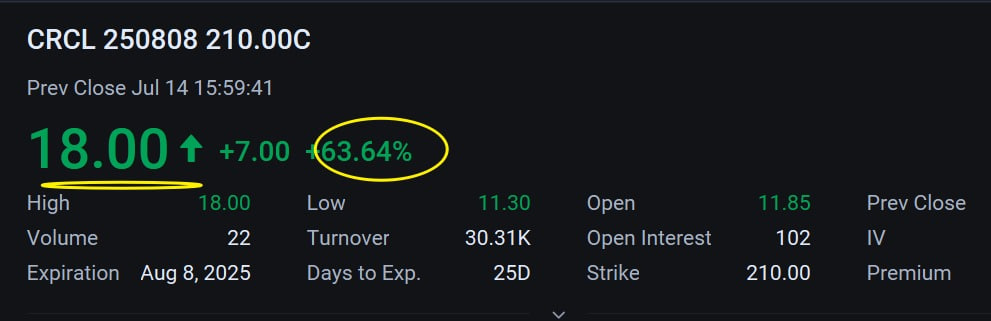 CRCL 250808 210.00C
Prev Close Jul 14 15:59:41
18.00 +7.00 +63.64%
High 18.00 Low 11.30 Open 11.85 Prev Close
Volume 22 Turnover 30.31K Open Interest 102 IV
Expiration Aug 8, 2025 Days to Exp. 25D Strike 210.00 Premium